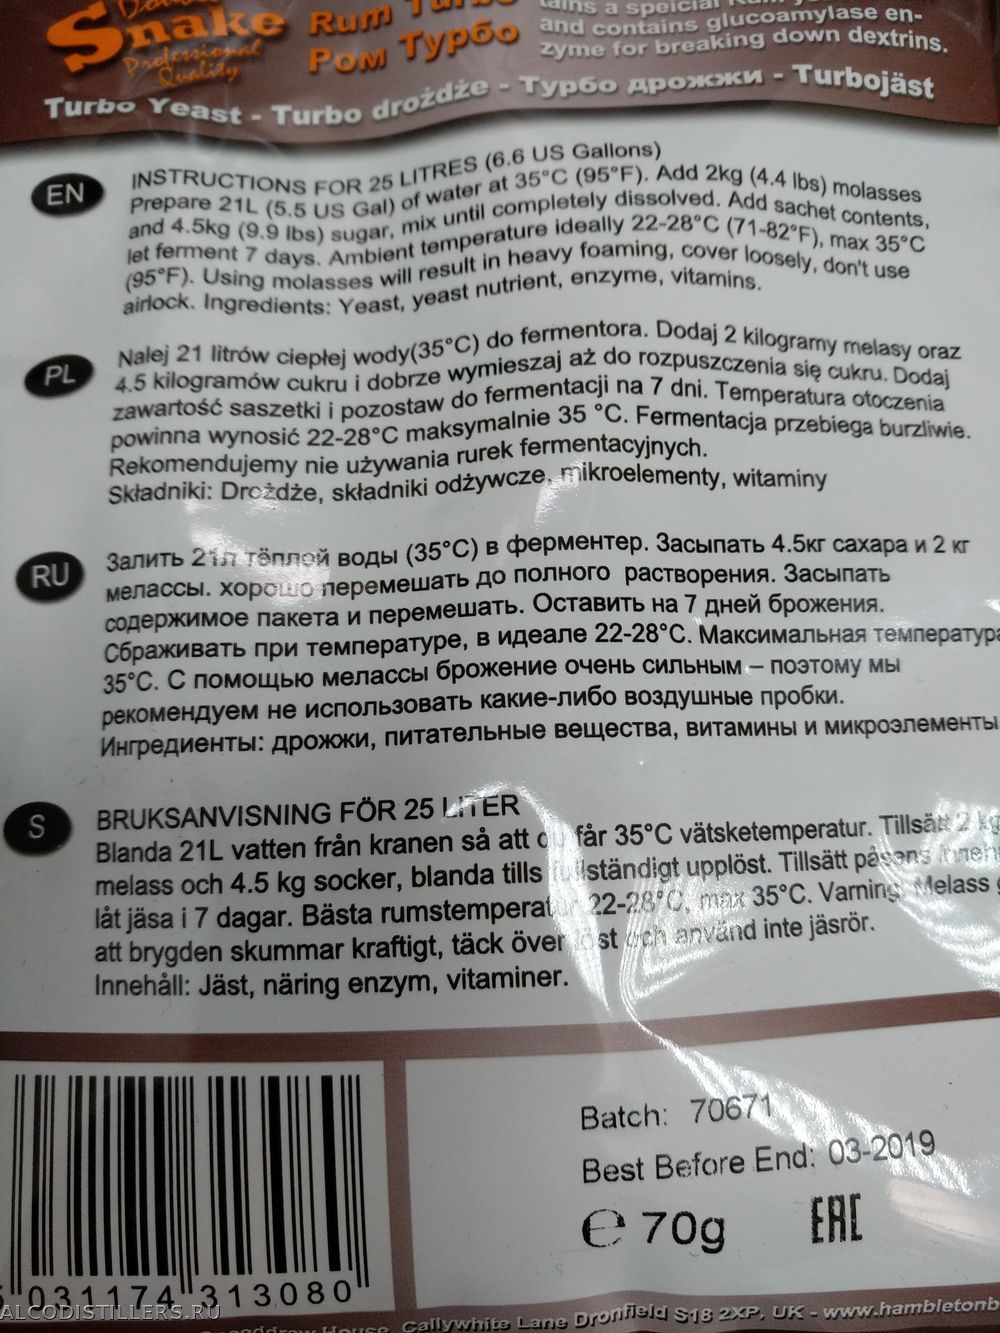 Snake
Professional
Quality
Rum Turbo
Ром Турбо
and contains glucoamylase en-
zyme for breaking down dextrins.
Turbo Yeast - Turbo drożdże - Турбо дрожжи - Turbojäst
EN
INSTRUCTIONS FOR 25 LITRES (6.6 US Gallons)
Prepare 21L (5.5 US Gal) of water at 35°C (95°F). Add 2kg (4.4 lbs) molasses
and 4.5kg (9.9 lbs) sugar, mix until completely dissolved. Add sachet contents,
let ferment 7 days. Ambient temperature ideally 22-28°C (71-82°F), max 35°C
(95°F). Using molasses will result in heavy foaming, cover loosely, don't use
airlock. Ingredients: Yeast, yeast nutrient, enzyme, vitamins.
PL
Nalej 21 litrów ciepłej wody(35°C) do fermentora. Dodaj 2 kilogramy melasy oraz
4.5 kilogramów cukru i dobrze wymieszaj aż do rozpuszczenia się cukru. Dodaj
zawartość saszetki i pozostaw do fermentacji na 7 dni. Temperatura otoczenia
powinna wynosić 22-28°C maksymalnie 35 °C. Fermentacja przebiega burzliwie.
Rekomendujemy nie używania rurek fermentacyjnych.
Składniki: Drożdże, składniki odżywcze, mikroelementy, witaminy
RU
Залить 21л тёплой воды (35°C) в ферментер. Засыпать 4.5кг сахара и 2 кг
мелассы. хорошо перемешать до полного растворения. Засыпать
содержимое пакета и перемешать. Оставить на 7 дней брожения.
Сбраживать при температуре, в идеале 22-28°C. Максимальная температура
35°C. С помощью мелассы брожение очень сильным – поэтому мы
рекомендуем не использовать какие-либо воздушные пробки.
Ингредиенты: дрожжи, питательные вещества, витамины и микроэлементы
S
BRUKSANVISNING FÖR 25 LITER
Blanda 21L vatten från kranen så att du får 35°C vätsketemperatur. Tillsätt 2 kg
melass och 4.5 kg socker, blanda tills fullständigt upplöst. Tillsätt påsens
låt jäsa i 7 dagar. Bästa rumstemperatur 22-28°C, max 35°C. Varning: Melass
att brygden skummar kraftigt, täck över löst och använd inte jäsrör.
Innehåll: Jäst, näring enzym, vitaminer.
Batch: 70671
Best Before End: 03-2019
℮ 70g
EAC
5 031174 313080
ALCODISTILLERS.RU
House, Callywhite Lane Dronfield S18 2XP, UK - www.hambletonb